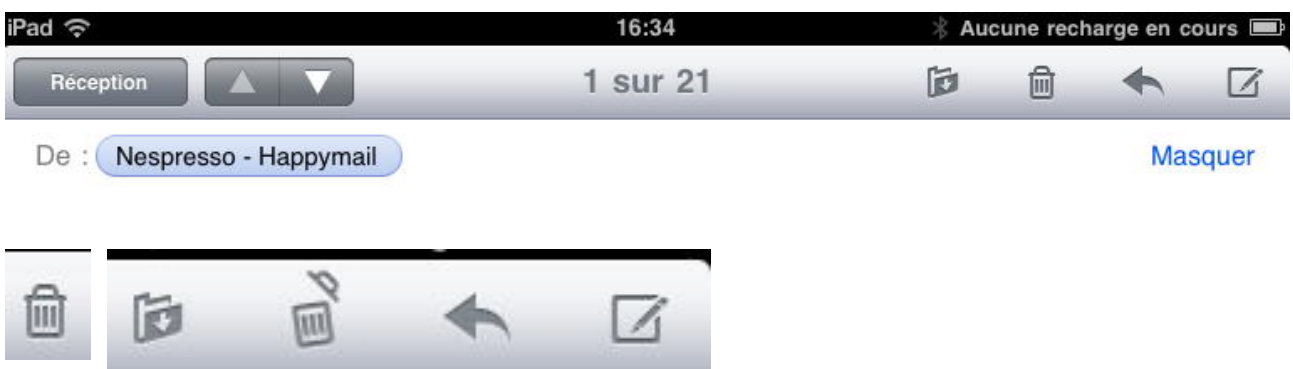 iPad 16:34 Aucune recharge en cours
Réception 1 sur 21
De : Nespresso - Happymail Masquer